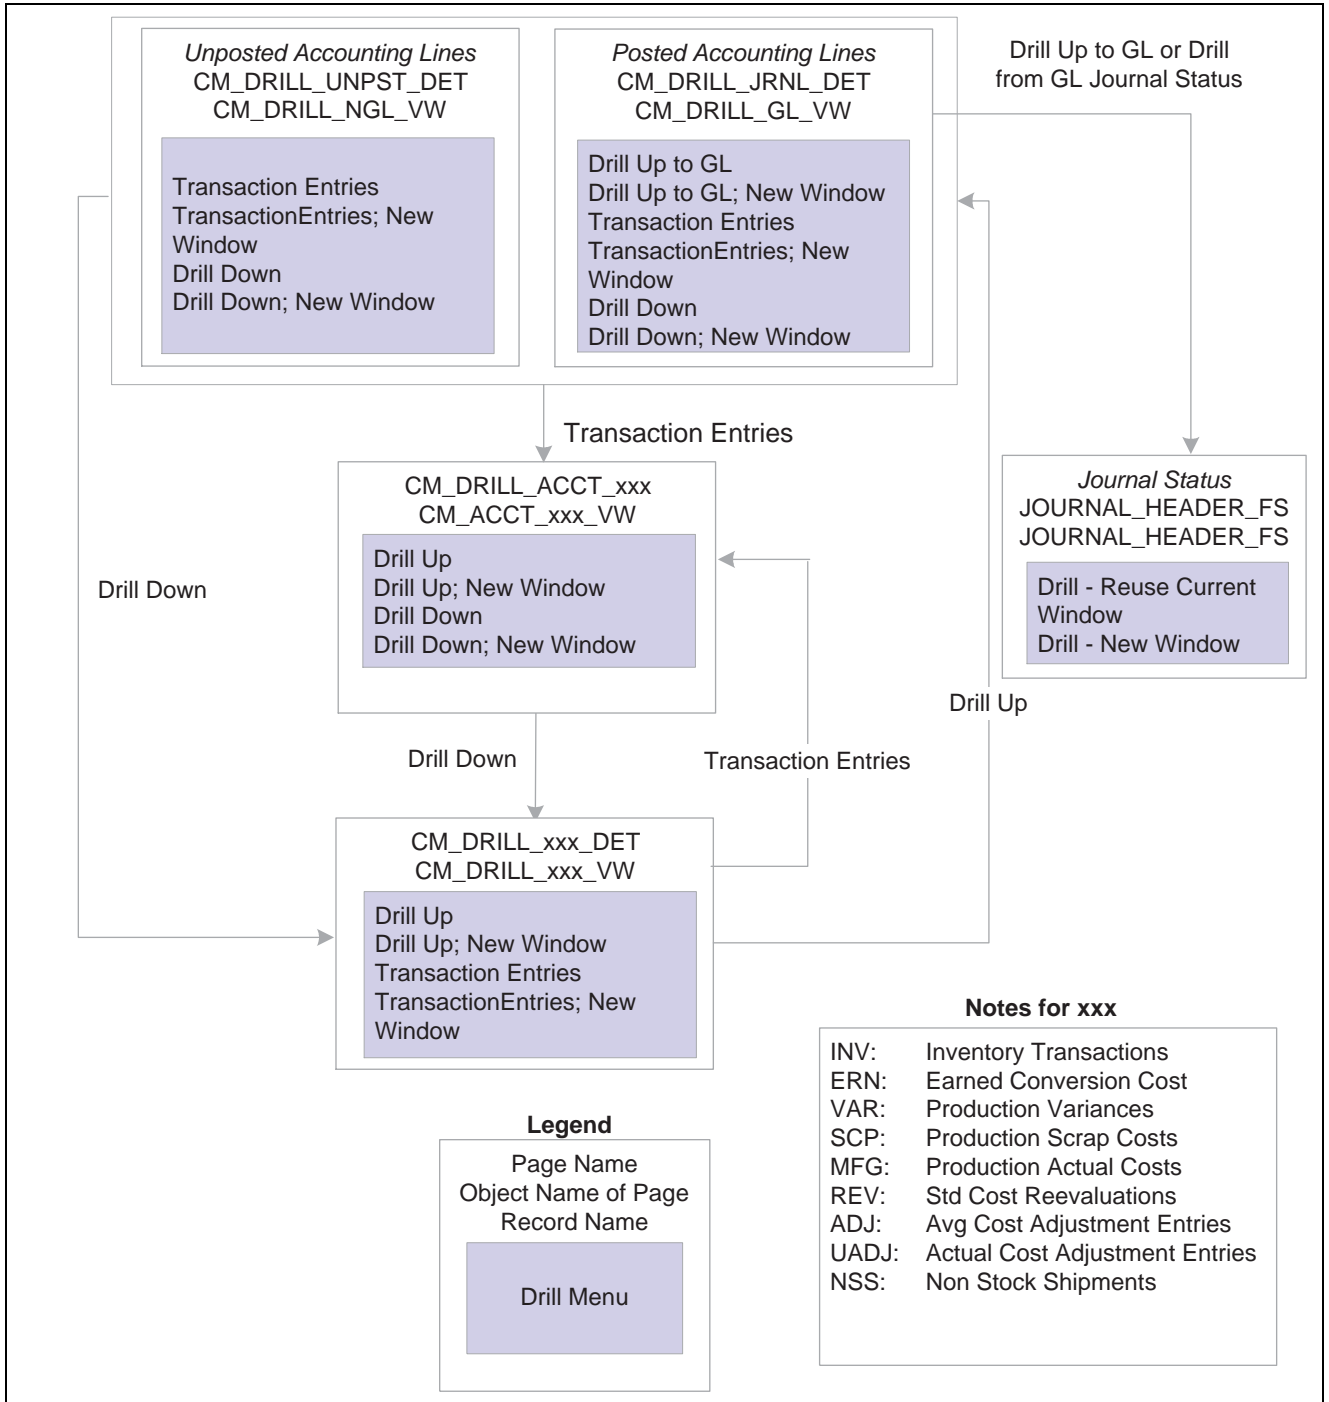 Unposted Accounting Lines
CM_DRILL_UNPST_DET
CM_DRILL_NGL_VW
Transaction Entries
TransactionEntries; New
Window
Drill Down
Drill Down; New Window
Posted Accounting Lines
CM_DRILL_JRNL_DET
CM_DRILL_GL_VW
Drill Up to GL
Drill Up to GL; New Window
Transaction Entries
TransactionEntries; New
Window
Drill Down
Drill Down; New Window
Drill Up to GL or Drill
from GL Journal Status
Transaction Entries
CM_DRILL_ACCT_xxx
CM_ACCT_xxx_VW
Drill Up
Drill Up; New Window
Drill Down
Drill Down; New Window
Journal Status
JOURNAL_HEADER_FS
JOURNAL_HEADER_FS
Drill - Reuse Current
Window
Drill - New Window
Drill Down
Drill Up
Drill Down
Transaction Entries
CM_DRILL_xxx_DET
CM_DRILL_xxx_VW
Drill Up
Drill Up; New Window
Transaction Entries
TransactionEntries; New
Window
Notes for xxx
INV: Inventory Transactions
ERN: Earned Conversion Cost
VAR: Production Variances
SCP: Production Scrap Costs
MFG: Production Actual Costs
REV: Std Cost Reevaluations
ADJ: Avg Cost Adjustment Entries
UADJ: Actual Cost Adjustment Entries
NSS: Non Stock Shipments
Legend
Page Name
Object Name of Page
Record Name
Drill Menu